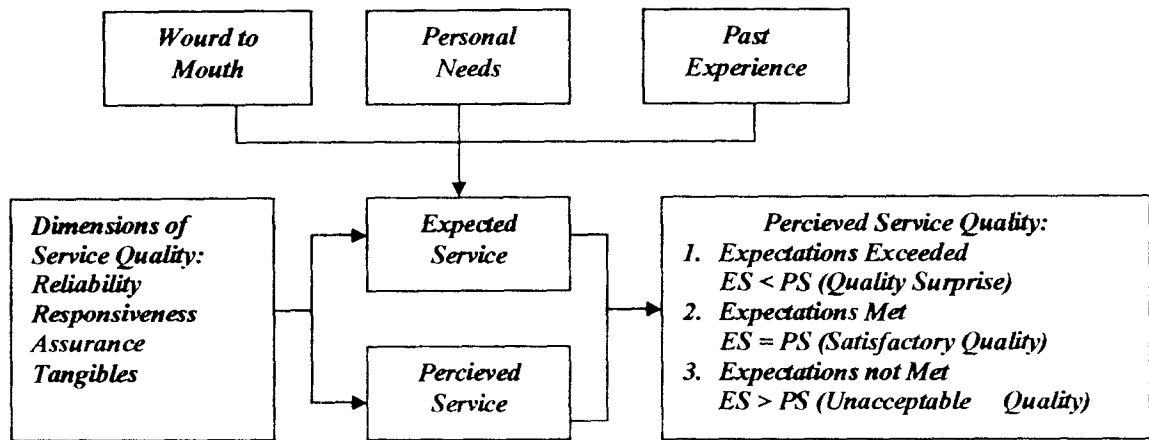 Wourd to
Mouth
Personal
Needs
Past
Experience
Dimensions of
Service Quality:
Reliability
Responsiveness
Assurance
Tangibles
Expected
Service
Percieved
Service
Percieved Service Quality:
1. Expectations Exceeded
ES < PS (Quality Surprise)
2. Expectations Met
ES = PS (Satisfactory Quality)
3. Expectations not Met
ES > PS (Unacceptable Quality)